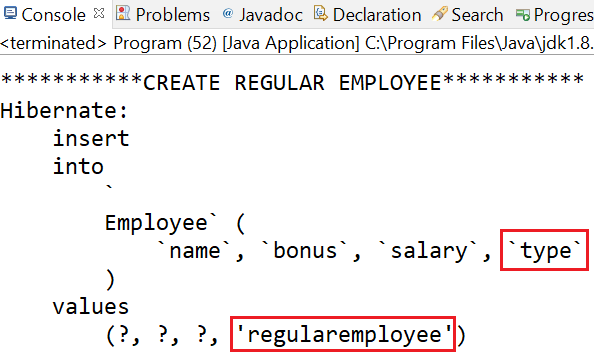 Console Problems @ Javadoc Declaration Search Progres
<terminated> Program (52) [Java Application] C:\Program Files\Java\jdk1.8.
***********CREATE REGULAR EMPLOYEE***********
Hibernate:
    insert
    into
        `
        Employee` (
            `name`, `bonus`, `salary`, `type`
        )
    values
        (?, ?, ?, 'regularemployee')